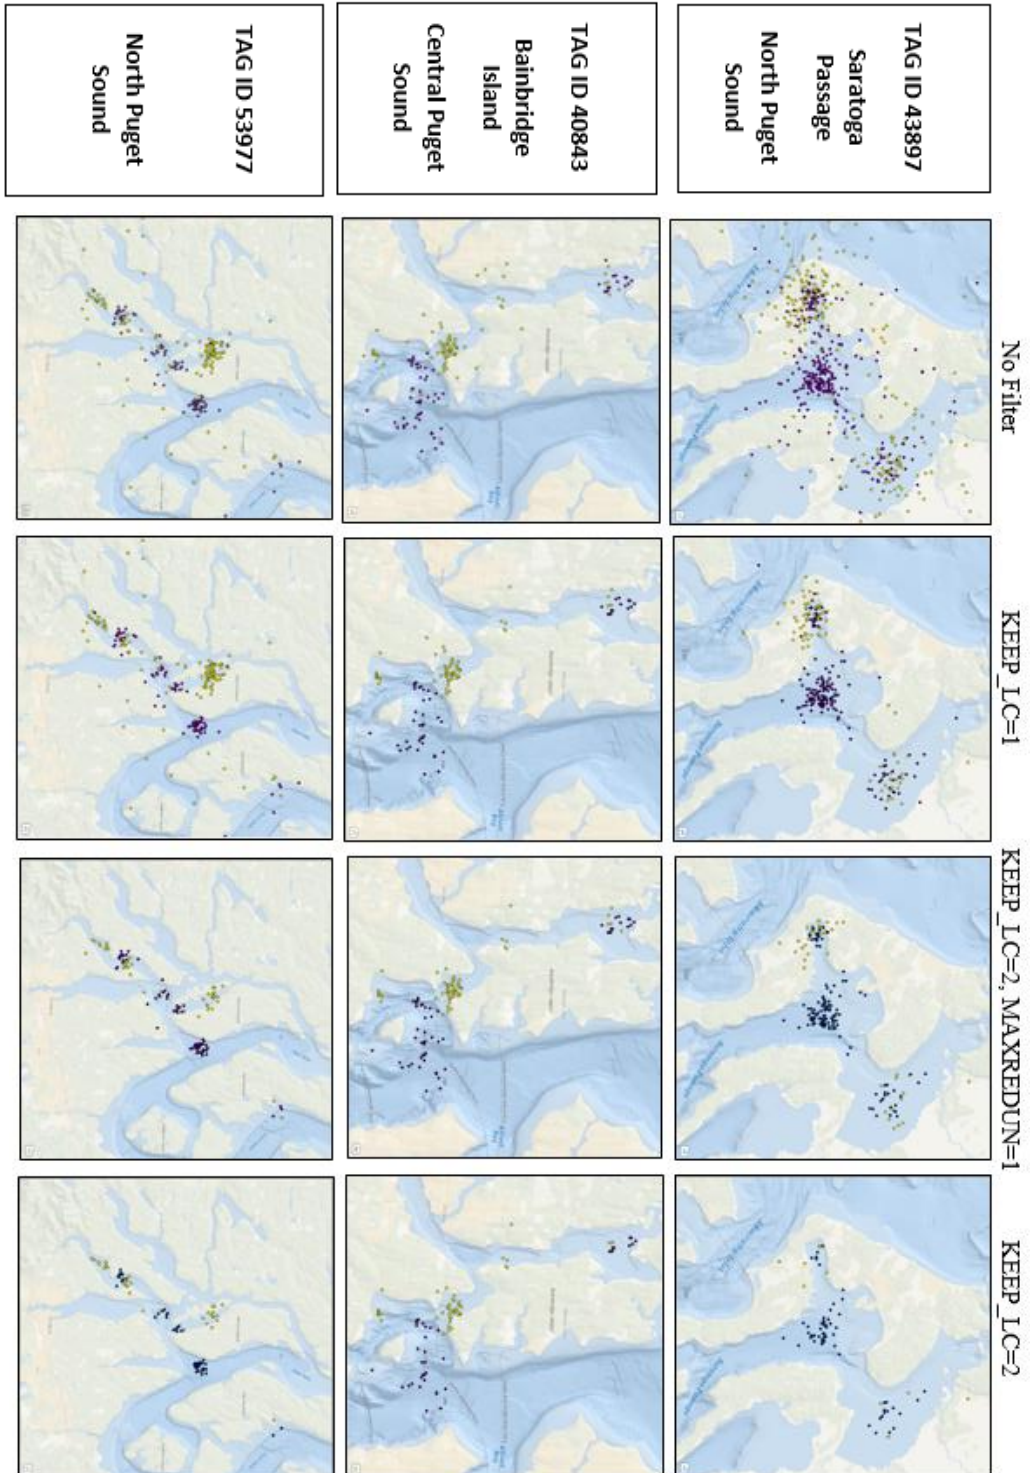 No Filter
KEEP_LC=1
KEEP_LC=2, MAXREDUN=1
KEEP_LC=2
TAG ID 43897
Saratoga
Passage
North Puget
Sound
TAG ID 40843
Bainbridge
Island
Central Puget
Sound
TAG ID 53977
North Puget
Sound